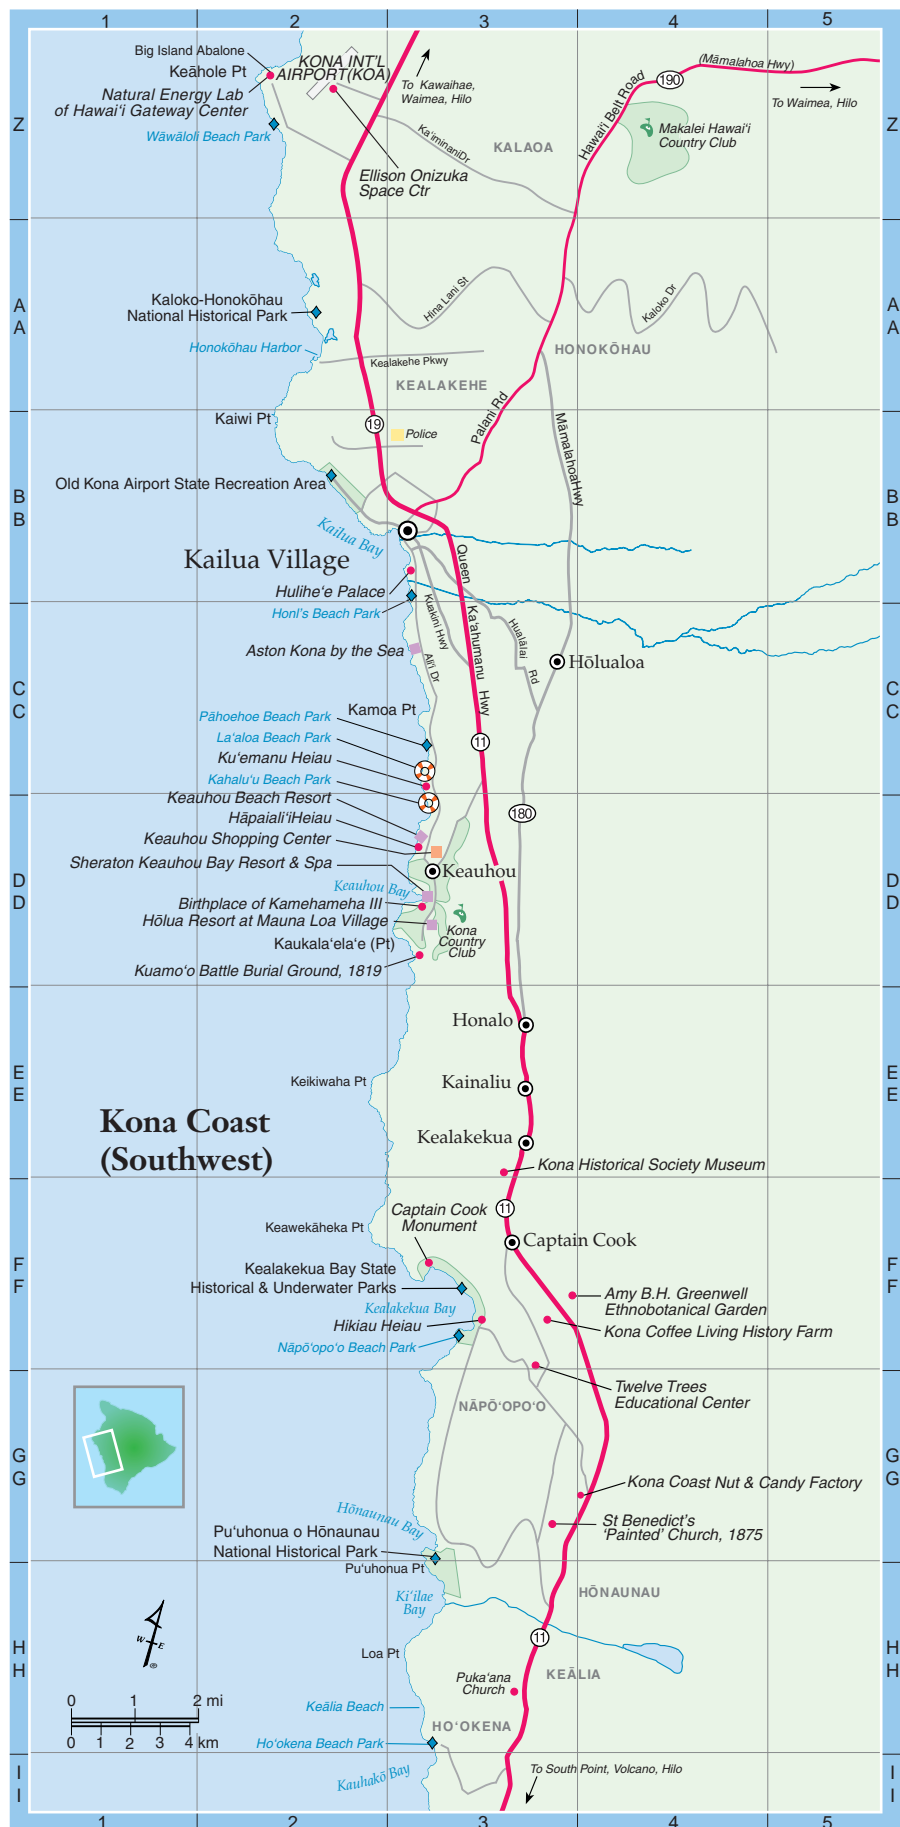 1 2 3 4 5
Big Island Abalone
Keāhole Pt
Natural Energy Lab
of Hawai‘i Gateway Center
Wāwāloli Beach Park
KONA INT'L
AIRPORT(KOA)
To Kawaihae,
Waimea, Hilo
Ka‘iminaniDr
KALAOA
Ellison Onizuka
Space Ctr
Hawai‘i Belt Road
190
(Māmalahoa Hwy)
To Waimea, Hilo
Makalei Hawai‘i
Country Club
Z
Z
Kaloko-Honokōhau
National Historical Park
Honokōhau Harbor
Hina Lani St
Kaloko Dr
Kealakehe Pkwy
HONOKŌHAU
KEALAKEHE
A
A
A
A
Kaiwi Pt
19
Police
Palani Rd
MāmalahoaHwy
Old Kona Airport State Recreation Area
Kailua Bay
Kailua Village
Hulihe‘e Palace
B
B
B
B
Honl's Beach Park
Queen
Ka‘ahumanu
Hwy
Kuakini Hwy
Ali‘i Dr
Hualālai
Rd
Aston Kona by the Sea
Hōlualoa
Kamoa Pt
11
Pāhoehoe Beach Park
La‘aloa Beach Park
Ku‘emanu Heiau
Kahalu‘u Beach Park
C
C
C
C
Keauhou Beach Resort
Hāpaiali‘iHeiau
180
Keauhou Shopping Center
Sheraton Keauhou Bay Resort & Spa
Keauhou
Keauhou Bay
Birthplace of Kamehameha III
Hōlua Resort at Mauna Loa Village
Kona
Country
Club
Kaukala‘ela‘e (Pt)
Kuamo‘o Battle Burial Ground, 1819
D
D
D
D
Honalo
Keikiwaha Pt
Kainaliu
Kona Coast
(Southwest)
Kealakekua
Kona Historical Society Museum
E
E
E
E
11
Captain Cook
Monument
Keawekāheka Pt
Captain Cook
Kealakekua Bay State
Historical & Underwater Parks
Kealakekua Bay
Hikiau Heiau
Nāpō‘opo‘o Beach Park
Amy B.H. Greenwell
Ethnobotanical Garden
Kona Coffee Living History Farm
F
F
F
F
Twelve Trees
Educational Center
NĀPŌ‘OPO‘O
Kona Coast Nut & Candy Factory
St Benedict's
‘Painted’ Church, 1875
Hōnaunau Bay
Pu‘uhonua o Hōnaunau
National Historical Park
G
G
G
G
Pu‘uhonua Pt
Ki‘ilae
Bay
HŌNAUNAU
11
Loa Pt
KEĀLIA
Puka‘ana
Church
Keālia Beach
HO‘OKENA
Ho‘okena Beach Park
W
E
0 1 2 mi
0 1 2 3 4 km
H
H
H
H
Kauhakō Bay
To South Point, Volcano, Hilo
I
I
I
I
1 2 3 4 5